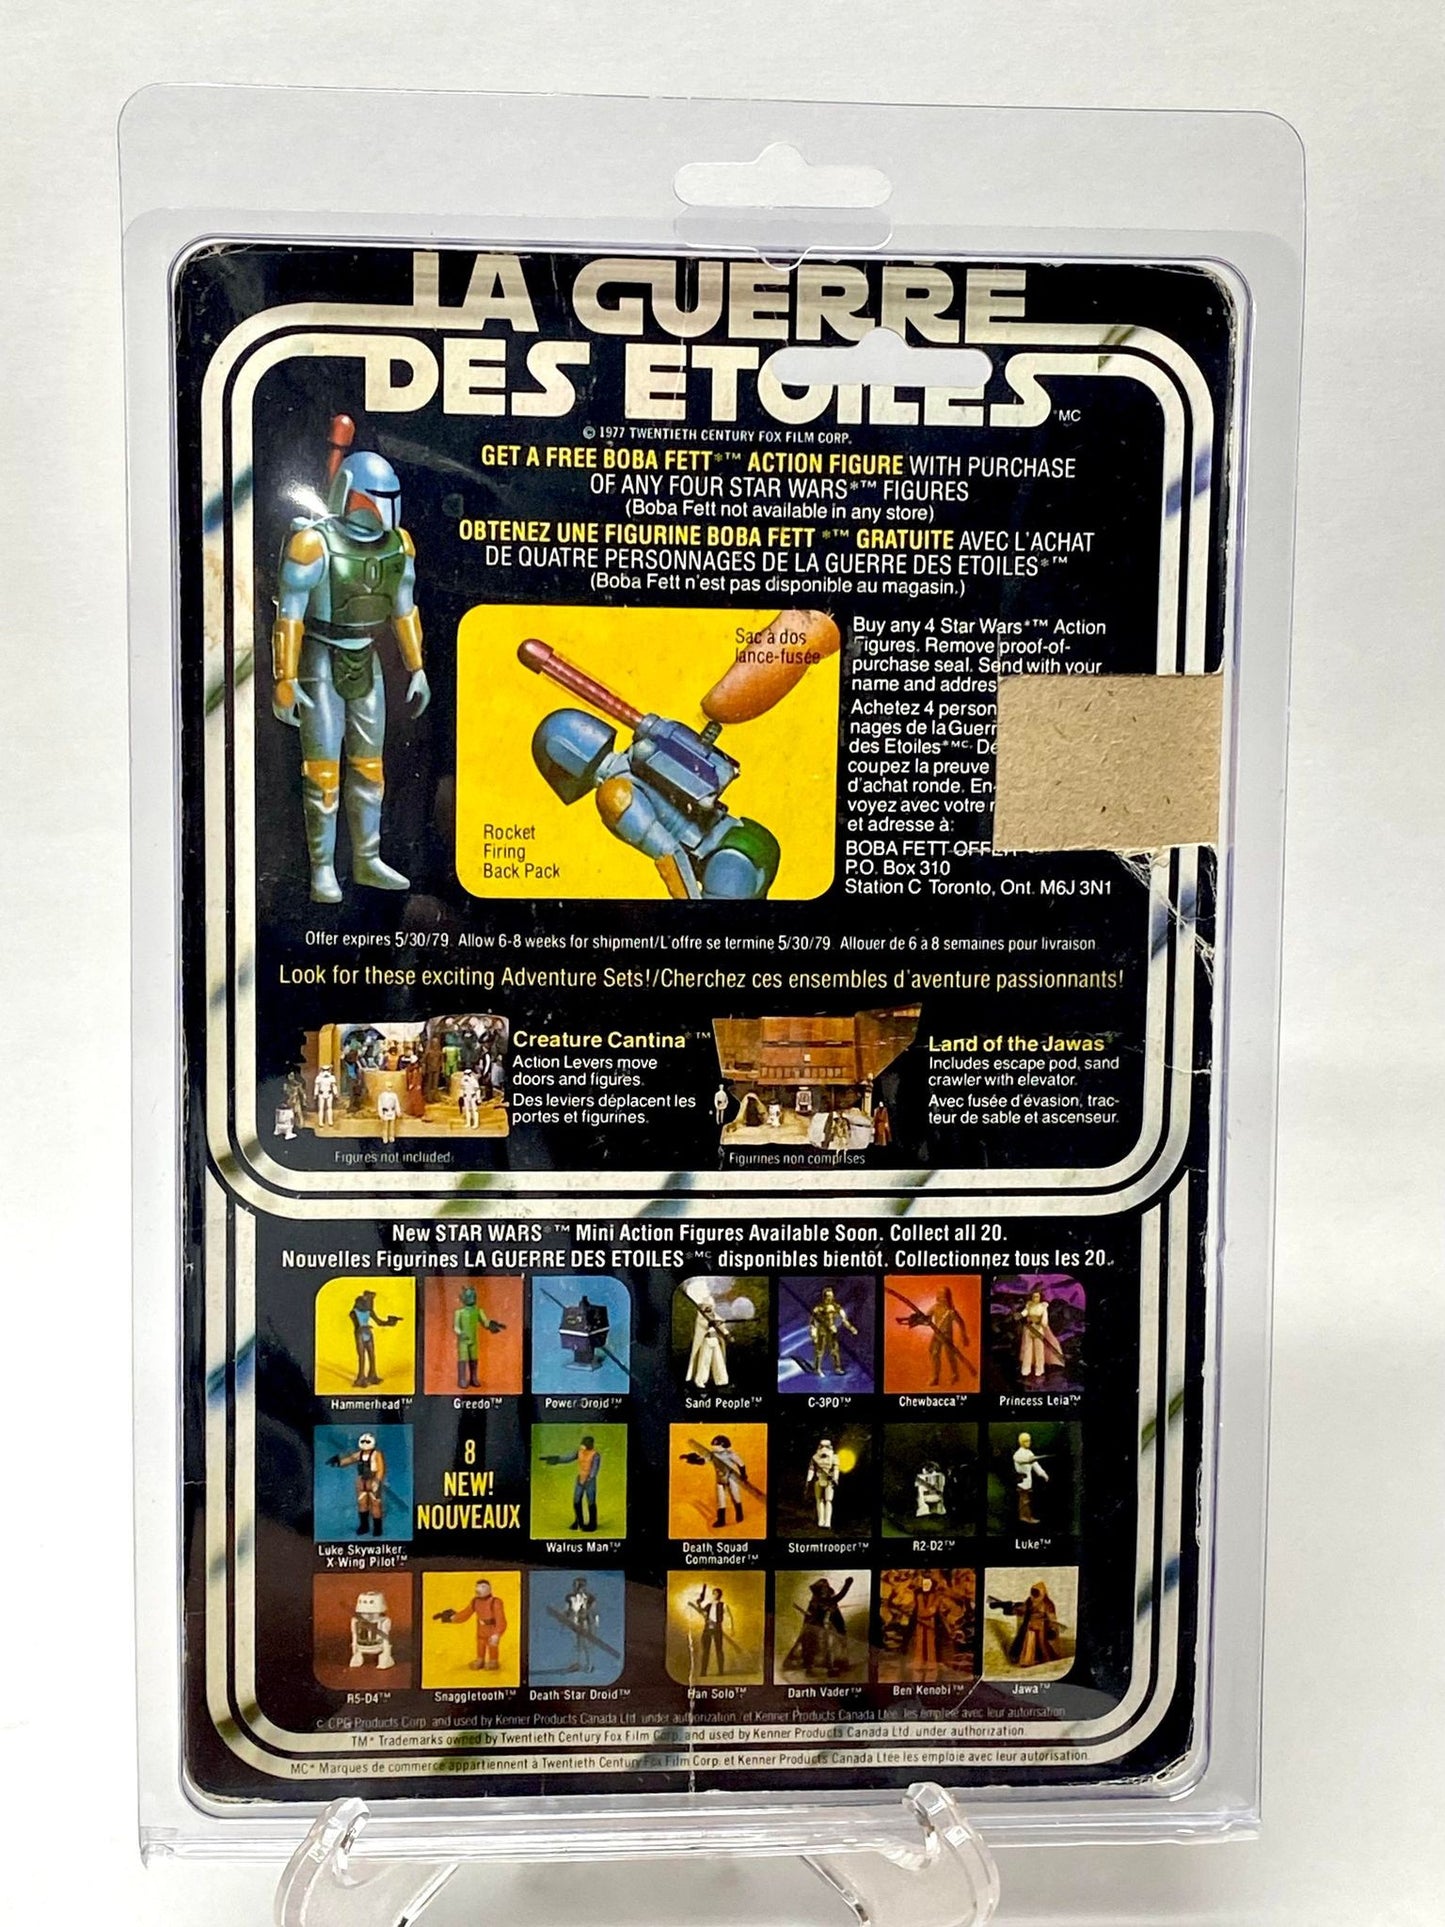 LA GUERRE
DES ETOILES MC
© 1977 TWENTIETH CENTURY FOX FILM CORP.
GET A FREE BOBA FETT*™ ACTION FIGURE WITH PURCHASE
OF ANY FOUR STAR WARS*™ FIGURES
(Boba Fett not available in any store)
OBTENEZ UNE FIGURINE BOBA FETT *™ GRATUITE AVEC L'ACHAT
DE QUATRE PERSONNAGES DE LA GUERRE DES ETOILES*™
(Boba Fett n'est pas disponible au magasin.)
Sac à dos
lance-fusée
Rocket
Firing
Back Pack
Buy any 4 Star Wars*™ Action
Figures. Remove proof-of-
purchase seal. Send with your
name and addres
Achetez 4 person
nages de la Guerr
des Etoiles*MC. Dé
coupez la preuve
d'achat ronde. En-
voyez avec votre
et adresse à:
BOBA FETT OFFER
P.O. Box 310
Station C Toronto, Ont. M6J 3N1
Offer expires 5/30/79. Allow 6-8 weeks for shipment/L'offre se termine 5/30/79. Allouer de 6 à 8 semaines pour livraison.
Look for these exciting Adventure Sets!/Cherchez ces ensembles d'aventure passionnants!
Creature Cantina*™
Action Levers move
doors and figures.
Des leviers déplacent les
portes et figurines.
Figures not included.
Land of the Jawas*
Includes escape pod, sand
crawler with elevator.
Avec fusée d'évasion, trac-
teur de sable et ascenseur.
Figurines non comprises
New STAR WARS*™ Mini Action Figures Available Soon. Collect all 20.
Nouvelles Figurines LA GUERRE DES ETOILES*MC disponibles bientôt. Collectionnez tous les 20.
Hammerhead™ Greedo™ Power Droid™ Sand People™ C-3PO™ Chewbacca™ Princess Leia™
8
NEW!
NOUVEAUX
Luke Skywalker:
X-Wing Pilot™
Walrus Man™
Death Squad
Commander™
Stormtrooper™ R2-D2™ Luke™
R5-D4™ Snaggletooth™ Death Star Droid™ Han Solo™ Darth Vader™ Ben Kenobi™ Jawa™
© CPG Products Corp. and used by Kenner Products Canada Ltd. under authorization./et Kenner Products Canada Ltée. les emploie avec leur autorisation.
TM* Trademarks owned by Twentieth Century Fox Film Corp. and used by Kenner Products Canada Ltd. under authorization.
MC* Marques de commerce appartiennent à Twentieth Century Fox Film Corp. et Kenner Products Canada Ltée les emploie avec leur autorisation.